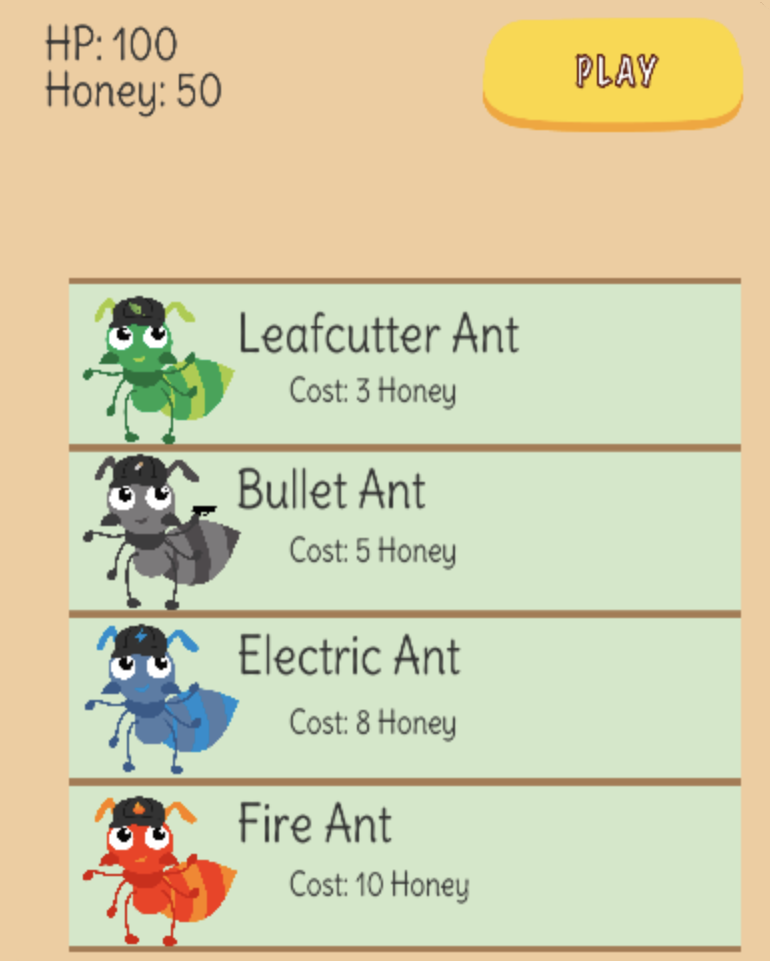 HP: 100
Honey: 50
PLAY
Leafcutter Ant
Cost: 3 Honey
Bullet Ant
Cost: 5 Honey
Electric Ant
Cost: 8 Honey
Fire Ant
Cost: 10 Honey